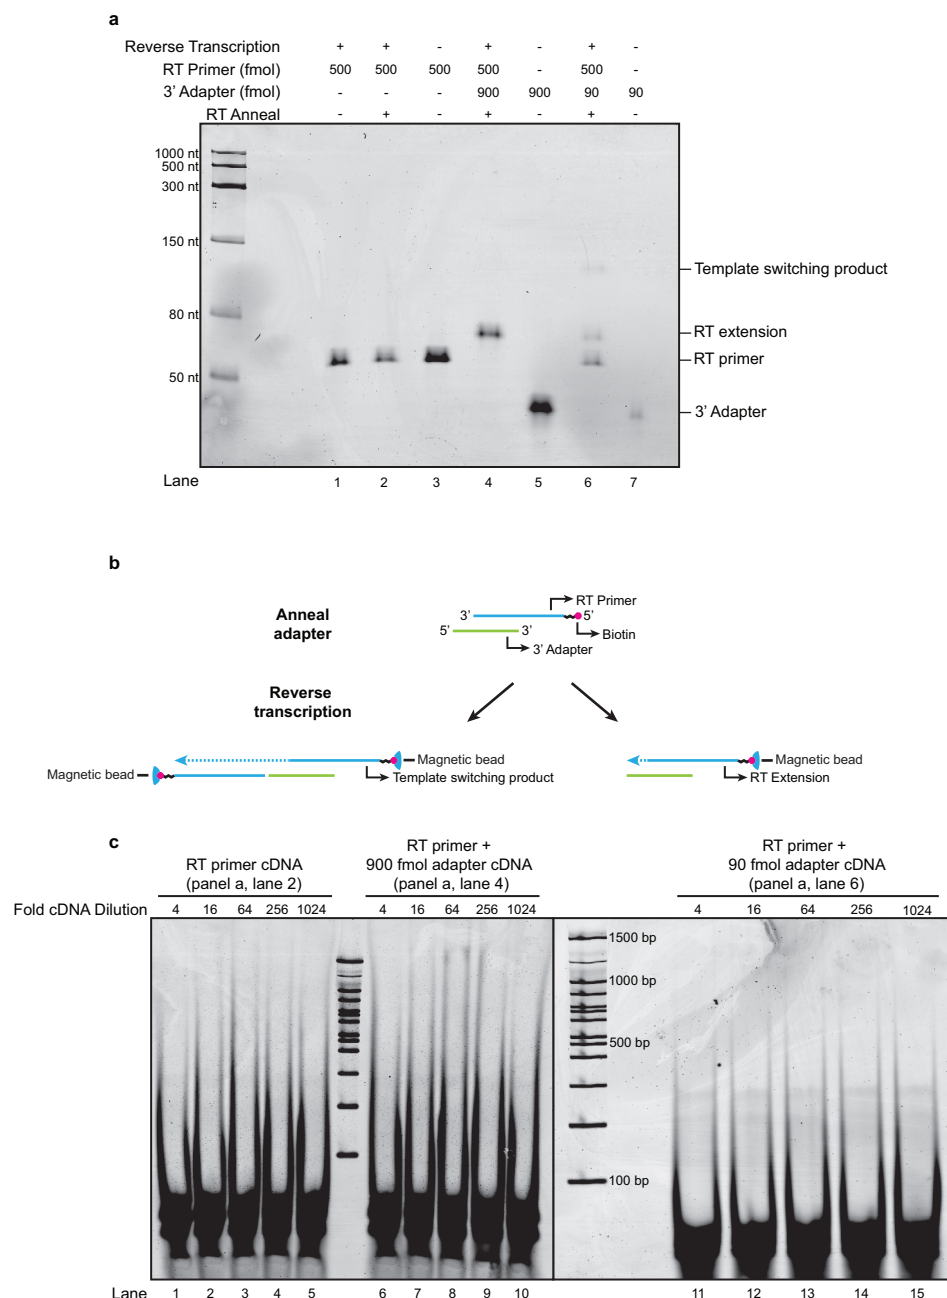 a
Reverse Transcription + + - + - + -
RT Primer (fmol) 500 500 500 500 - 500 -
3' Adapter (fmol) - - - 900 900 90 90
RT Anneal - + - + - + -
1000 nt
500 nt
300 nt
150 nt
80 nt
50 nt
Template switching product
RT extension
RT primer
3' Adapter
Lane 1 2 3 4 5 6 7
b
Anneal
adapter
3' RT Primer 5'
5' 3' Biotin
3' Adapter
Reverse
transcription
Magnetic bead
Magnetic bead
Template switching product
Magnetic bead
RT Extension
c
RT primer cDNA
(panel a, lane 2)
RT primer +
900 fmol adapter cDNA
(panel a, lane 4)
RT primer +
90 fmol adapter cDNA
(panel a, lane 6)
Fold cDNA Dilution 4 16 64 256 1024 4 16 64 256 1024 4 16 64 256 1024
1500 bp
1000 bp
500 bp
100 bp
Lane 1 2 3 4 5 6 7 8 9 10 11 12 13 14 15